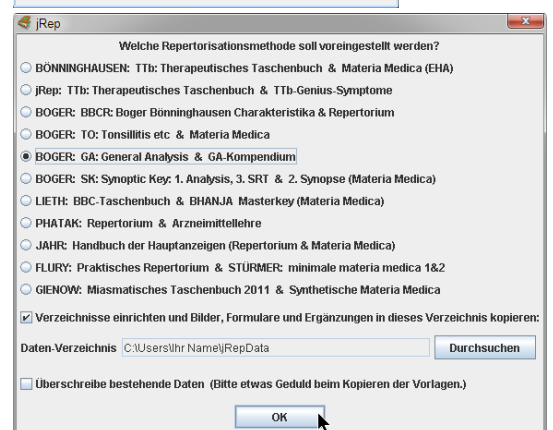 jRep
Welche Repertorisationsmethode soll voreingestellt werden?
BÖNNINGHAUSEN: TTb: Therapeutisches Taschenbuch & Materia Medica (EHA)
jRep: TTb: Therapeutisches Taschenbuch & TTb-Genius-Symptome
BOGER: BBCR: Boger Bönninghausen Charakteristika & Repertorium
BOGER: TO: Tonsillitis etc & Materia Medica
BOGER: GA: General Analysis & GA-Kompendium
BOGER: SK: Synoptic Key: 1. Analysis, 3. SRT & 2. Synopse (Materia Medica)
LIETH: BBC-Taschenbuch & BHANJA Masterkey (Materia Medica)
PHATAK: Repertorium & Arzneimittellehre
JAHR: Handbuch der Hauptanzeigen (Repertorium & Materia Medica)
FLURY: Praktisches Repertorium & STÜRMER: minimale materia medica 1&2
GIENOW: Miasmatisches Taschenbuch 2011 & Synthetische Materia Medica
Verzeichnisse einrichten und Bilder, Formulare und Ergänzungen in dieses Verzeichnis kopieren:
Daten-Verzeichnis C:\Users\Ihr Name\jRepData Durchsuchen
Überschreibe bestehende Daten (Bitte etwas Geduld beim Kopieren der Vorlagen.)
OK